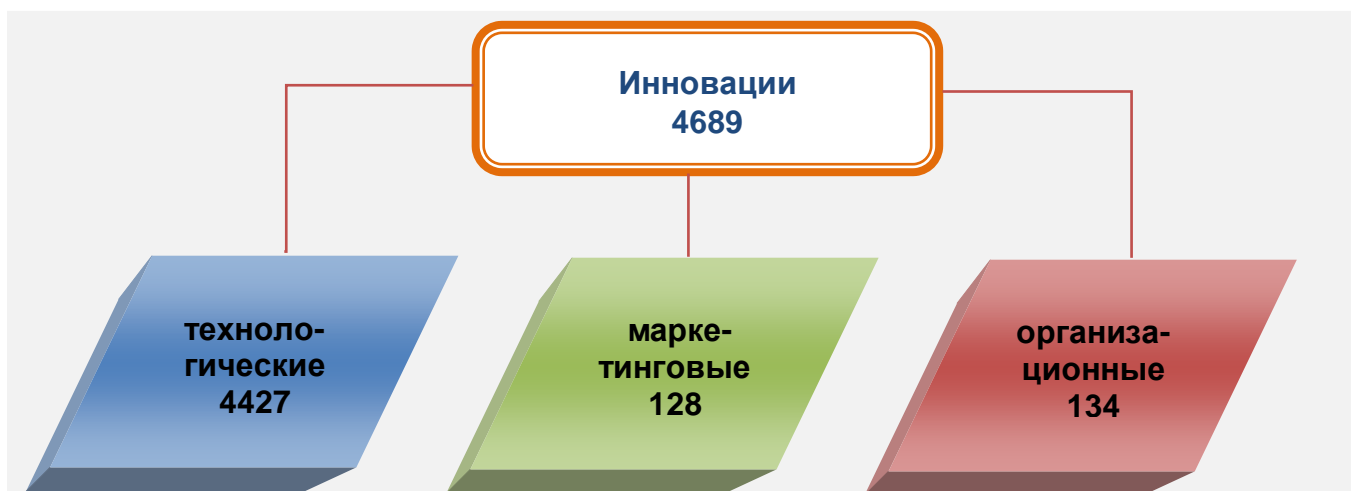 Инновации
4689
техноло-
гические
4427
марке-
тинговые
128
организа-
ционные
134